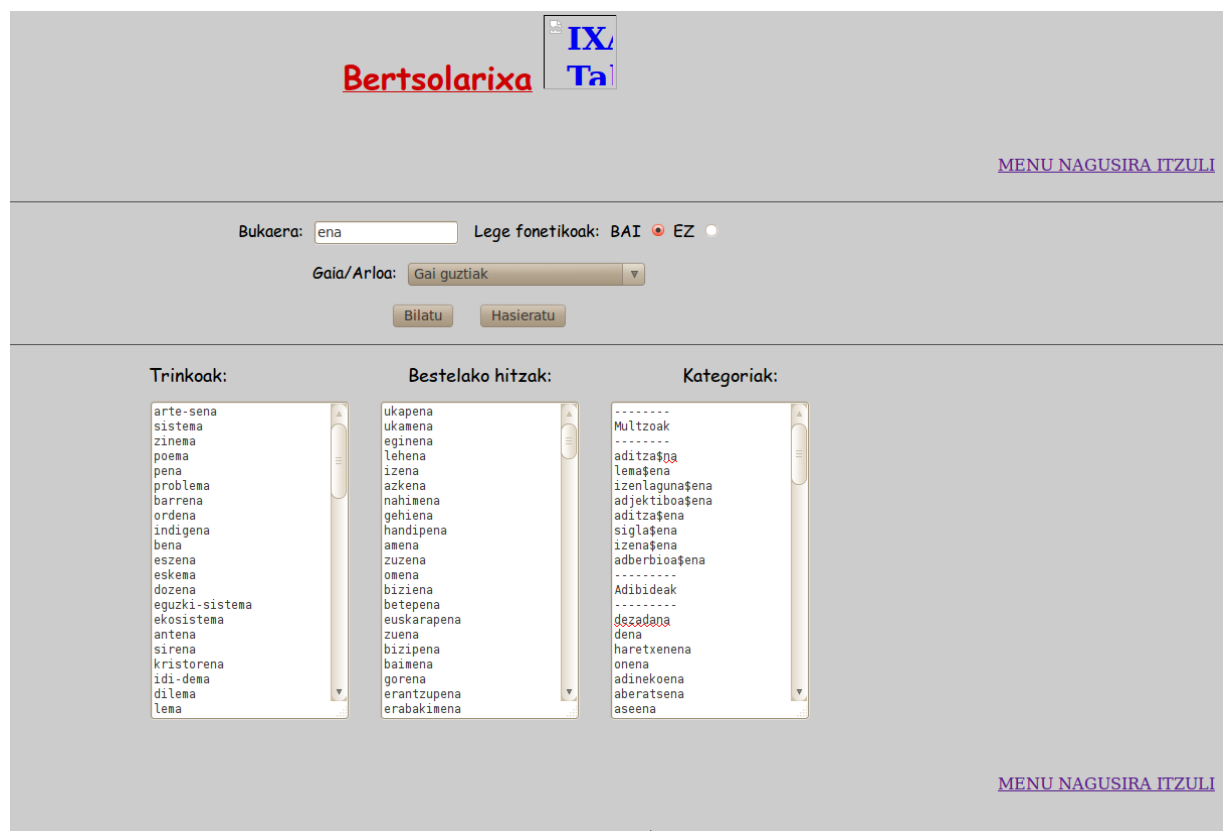 Bertsolarixa IXA
Tal
MENU NAGUSIRA ITZULI
Bukaera: ena Lege fonetikoak: BAI EZ
Gaia/Arloa: Gai guztiak
Bilatu Hasieratu
Trinkoak: Bestelako hitzak: Kategoriak:
arte-sena
sistema
zinema
poema
pena
problema
barrena
ordena
indigena
bena
eszena
eskema
dozena
eguzki-sistema
ekosistema
antena
sirena
kristorena
idi-dema
dilema
lema
ukapena
ukamena
eginena
lehena
izena
azkena
nahimena
gehiena
handipena
amena
zuzena
omena
biziena
betepena
euskarapena
zuena
bizipena
baimena
gorena
erantzupena
erabakimena
--------
Multzoak
--------
aditza$na
lema$ena
izenlaguna$ena
adjektiboa$ena
aditza$ena
sigla$ena
izena$ena
adberbioa$ena
---------
Adibideak
---------
dezadana
dena
haretxenena
onena
adinekoena
aberatsena
aseena
MENU NAGUSIRA ITZULI